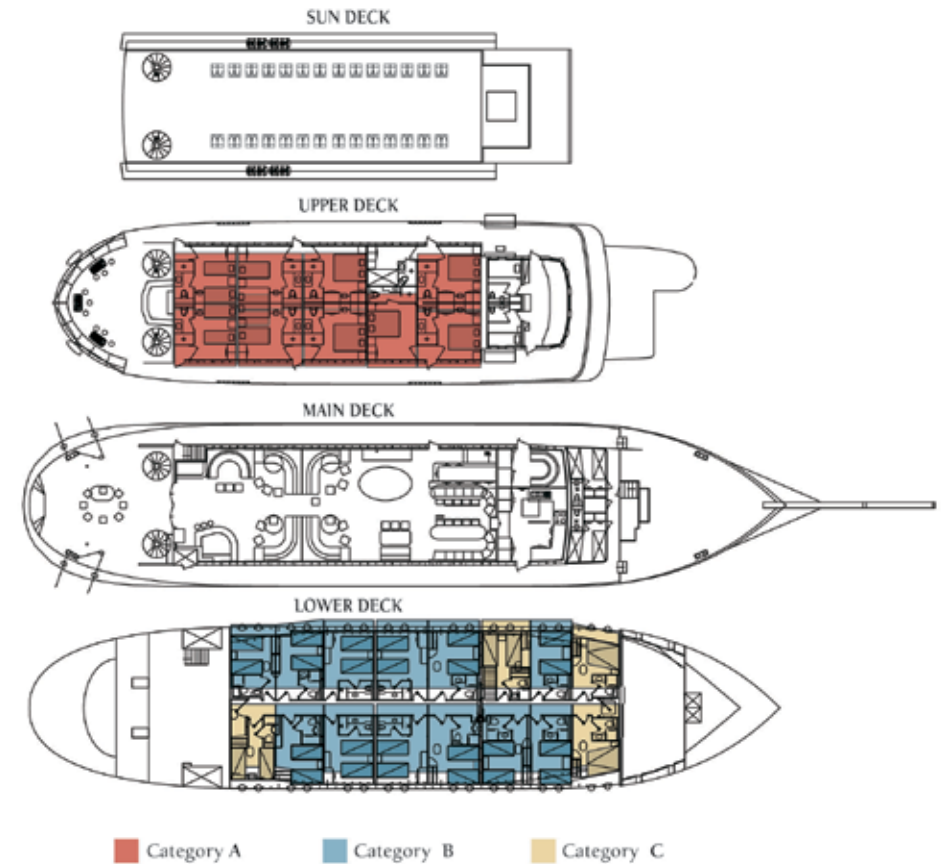 SUN DECK
UPPER DECK
MAIN DECK
LOWER DECK
Category A
Category B
Category C